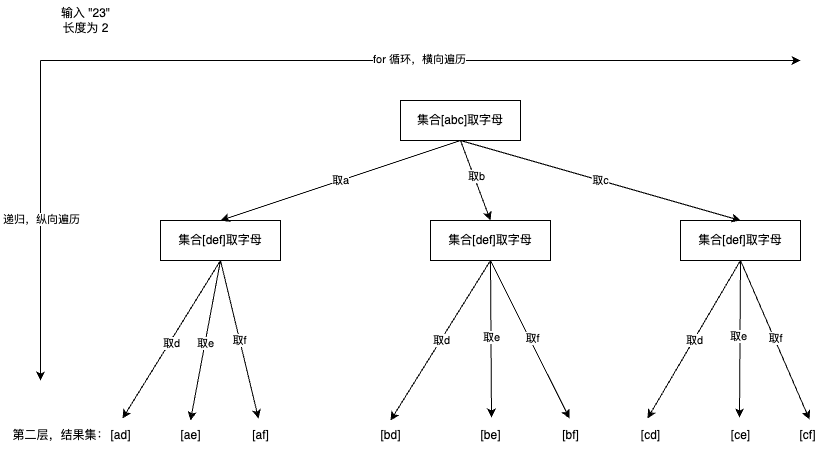 输入 "23"
长度为 2
for 循环，横向遍历
集合[abc]取字母
取a
取b
取c
递归，纵向遍历
集合[def]取字母
集合[def]取字母
集合[def]取字母
取d
取e
取f
取d
取e
取f
取d
取e
取f
第二层，结果集：[ad] [ae] [af] [bd] [be] [bf] [cd] [ce] [cf]